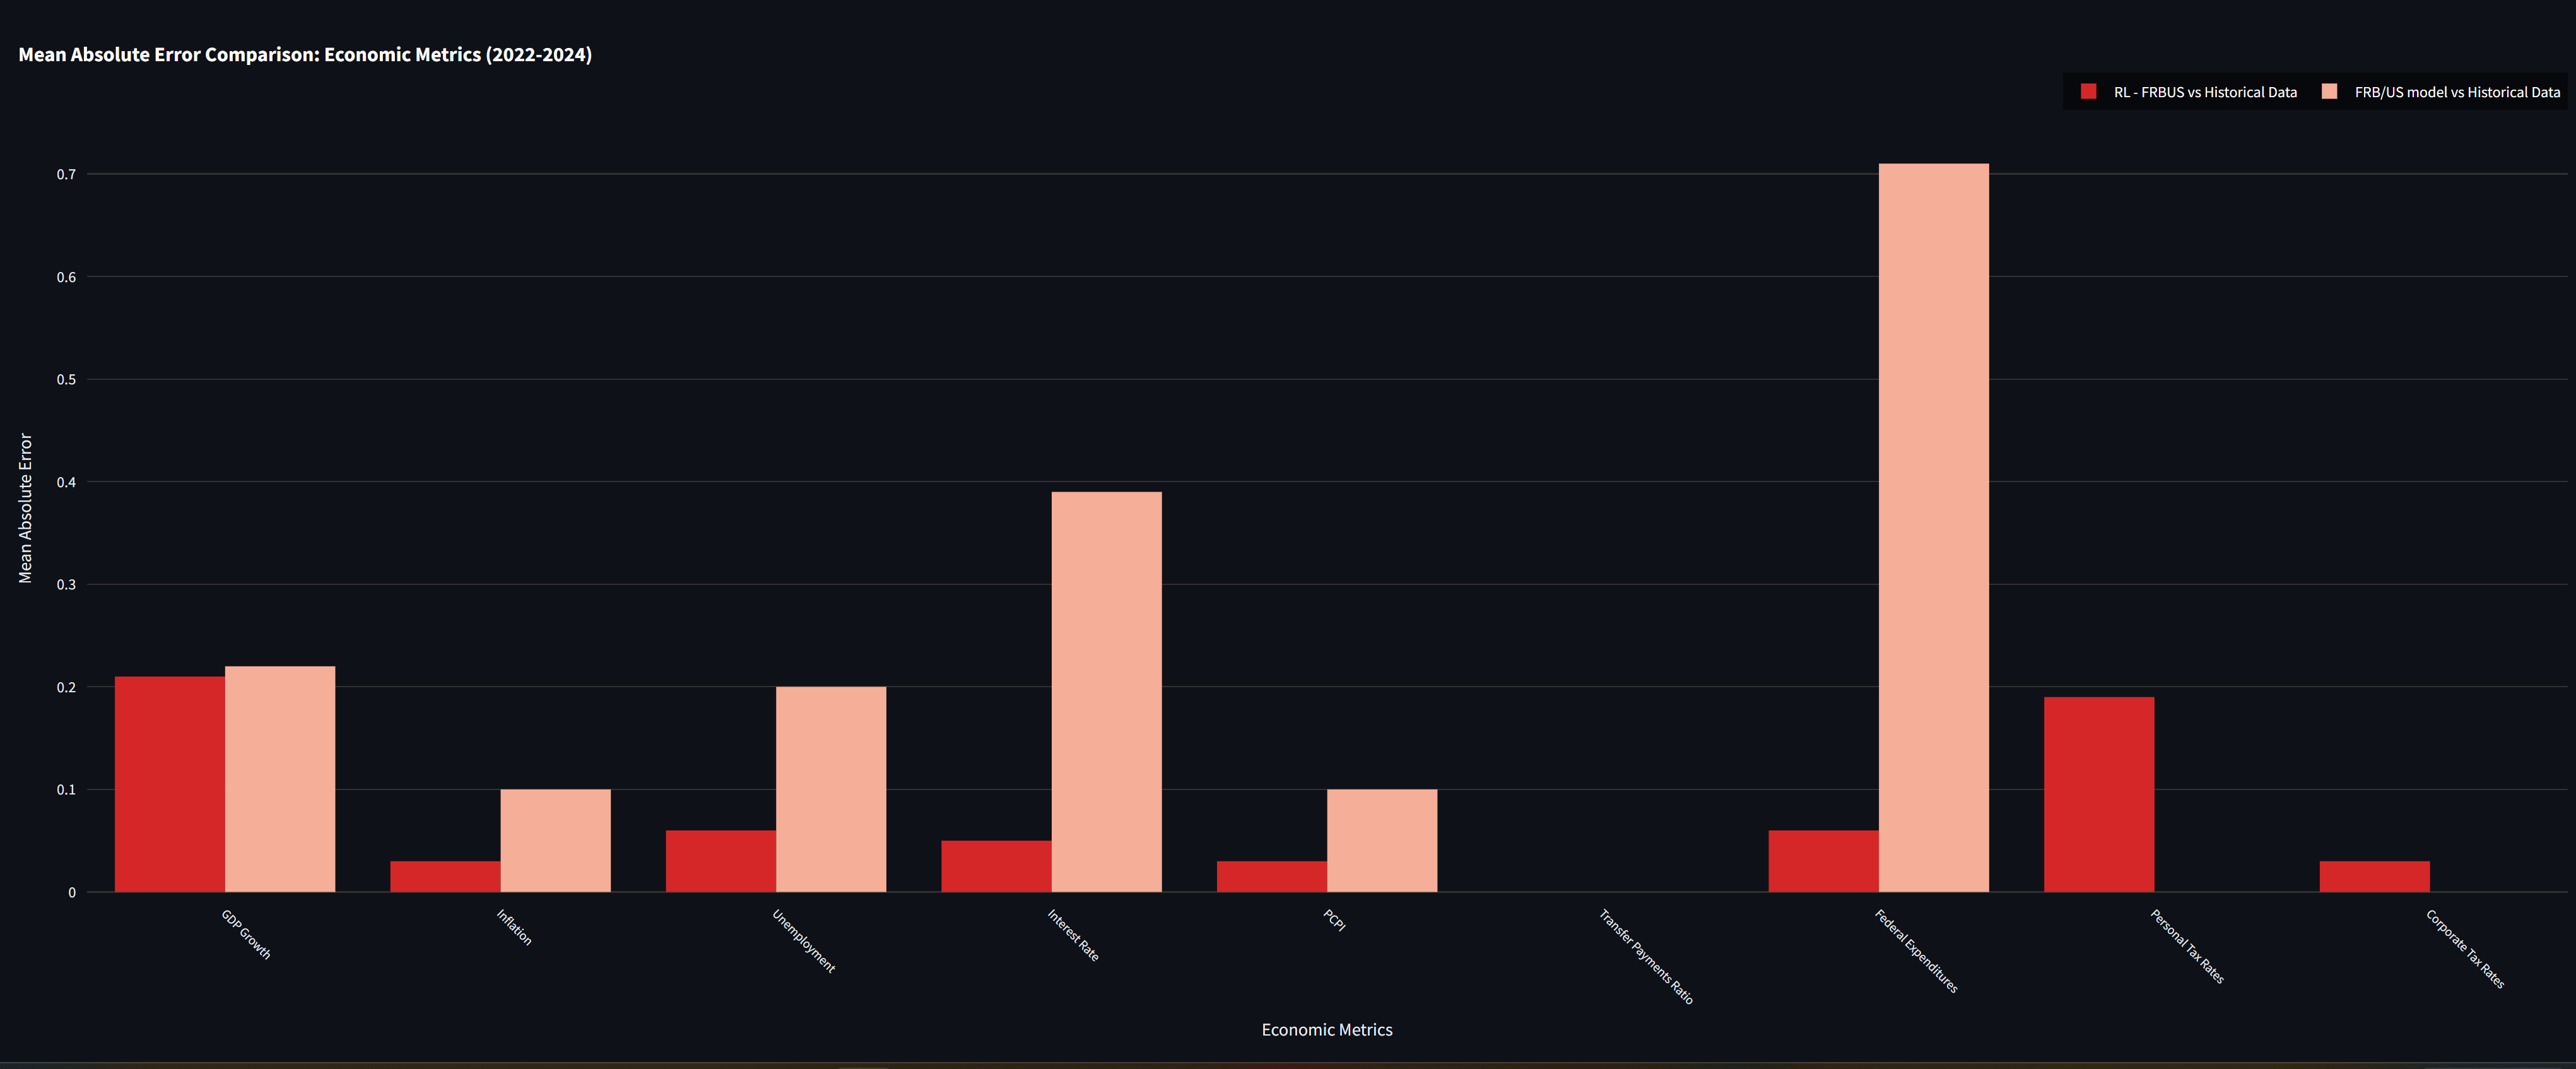 Mean Absolute Error Comparison: Economic Metrics (2022-2024)
RL - FRBUS vs Historical Data
FRB/US model vs Historical Data
Mean Absolute Error
0.7
0.6
0.5
0.4
0.3
0.2
0.1
0
GDP Growth
Inflation
Unemployment
Interest Rate
PCPI
Transfer Payments Ratio
Federal Expenditures
Personal Tax Rates
Corporate Tax Rates
Economic Metrics